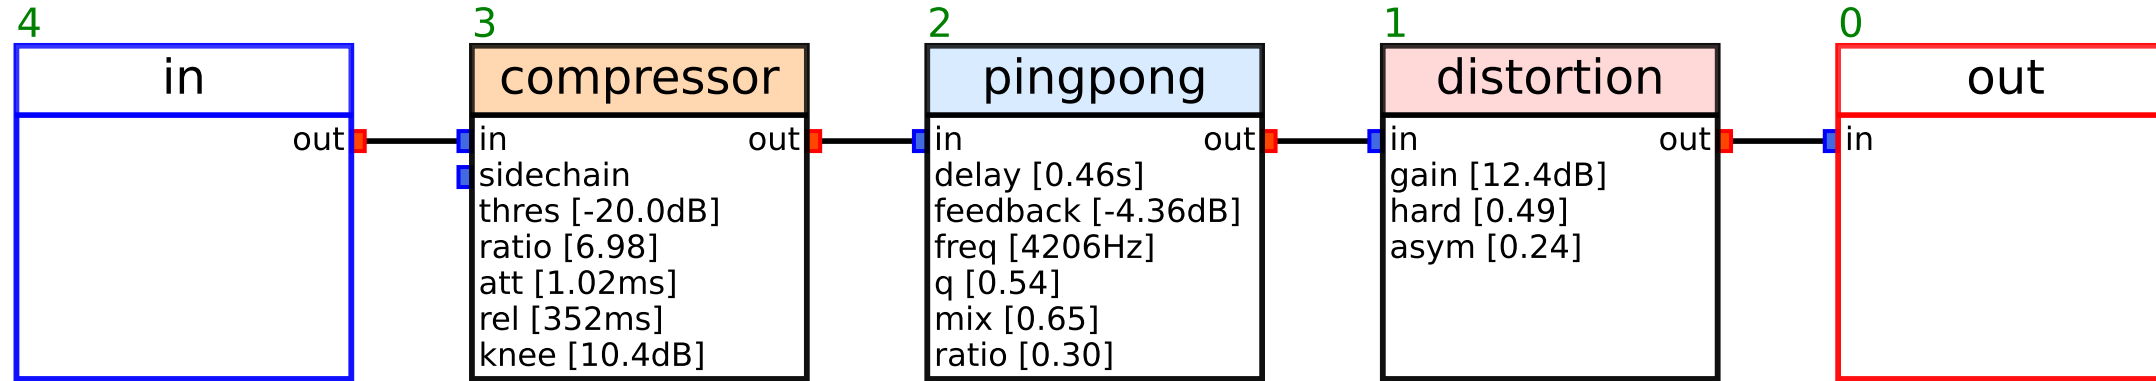 4
in
out
3
compressor
in out
sidechain
thres [-20.0dB]
ratio [6.98]
att [1.02ms]
rel [352ms]
knee [10.4dB]
2
pingpong
in out
delay [0.46s]
feedback [-4.36dB]
freq [4206Hz]
q [0.54]
mix [0.65]
ratio [0.30]
1
distortion
in out
gain [12.4dB]
hard [0.49]
asym [0.24]
0
out
in